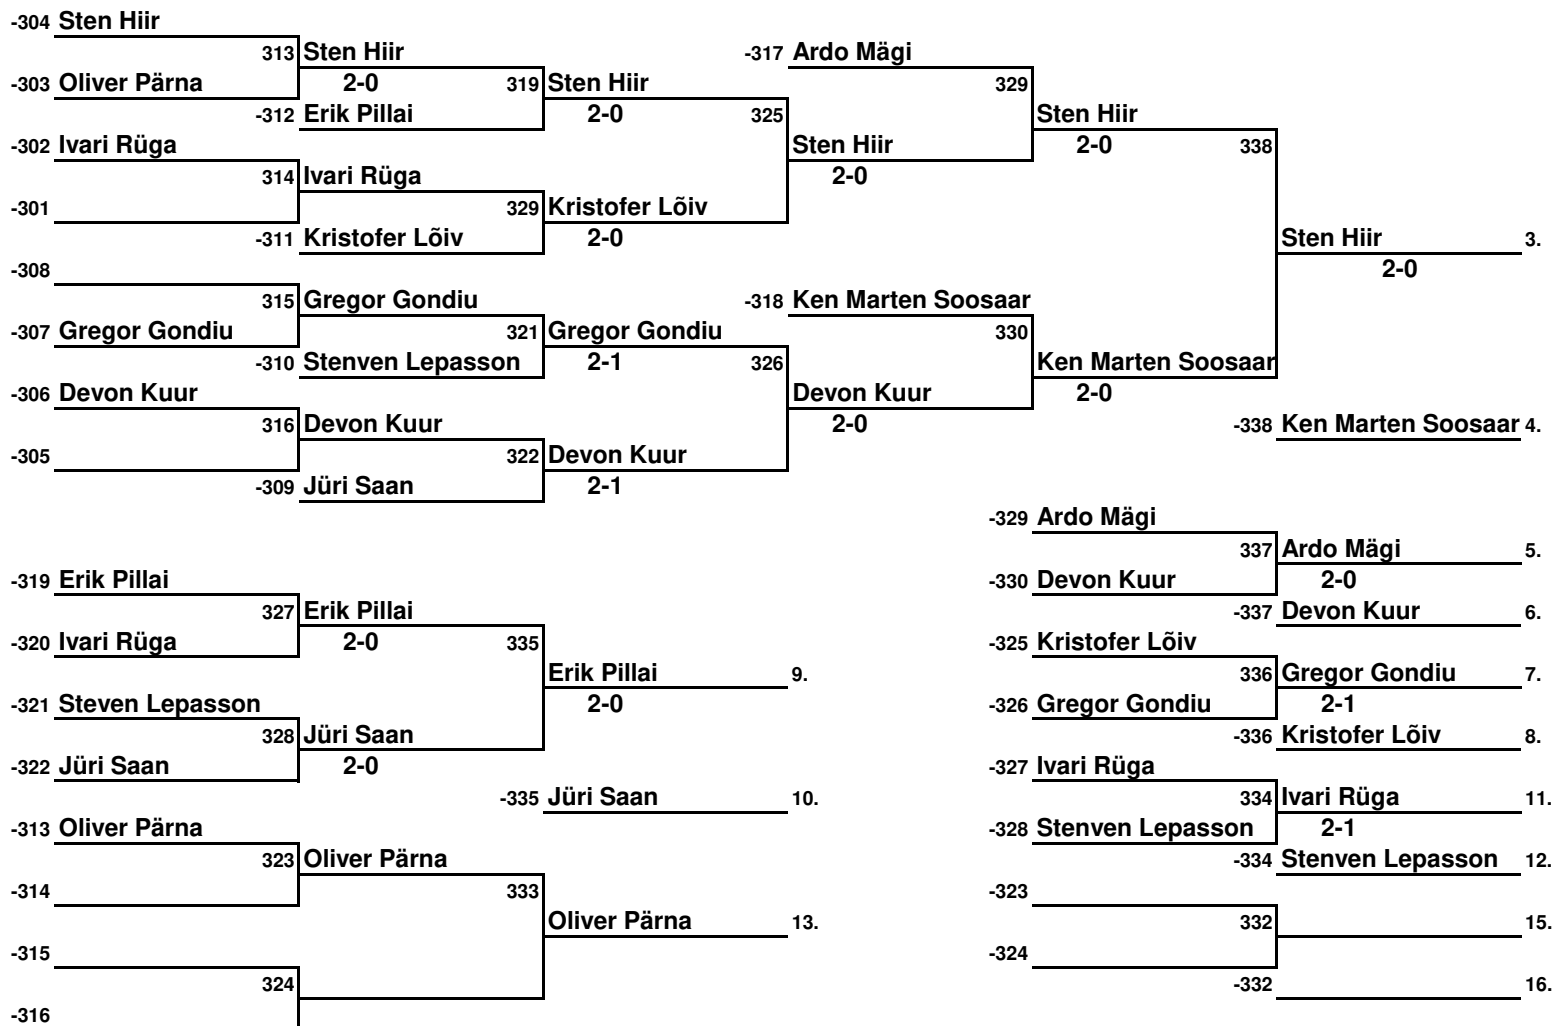 -304 Sten Hiir
313 Sten Hiir
-317 Ardo Mägi
-303 Oliver Pärna
2-0
319 Sten Hiir
329
-312 Erik Pillai
2-0
325
Sten Hiir
-302 Ivari Rüga
Sten Hiir
2-0
338
314 Ivari Rüga
2-0
-301
329 Kristofer Lõiv
-311 Kristofer Lõiv
2-0
Sten Hiir 3.
-308
2-0
315 Gregor Gondiu
-318 Ken Marten Soosaar
-307 Gregor Gondiu
321 Gregor Gondiu
330
-310 Stenven Lepasson
2-1
326
Ken Marten Soosaar
-306 Devon Kuur
Devon Kuur
2-0
316 Devon Kuur
2-0
-338 Ken Marten Soosaar 4.
-305
322 Devon Kuur
-309 Jüri Saan
2-1
-329 Ardo Mägi
337 Ardo Mägi 5.
-319 Erik Pillai
-330 Devon Kuur
2-0
327 Erik Pillai
-337 Devon Kuur 6.
-320 Ivari Rüga
2-0
335
-325 Kristofer Lõiv
Erik Pillai 9.
336 Gregor Gondiu 7.
-321 Steven Lepasson
2-0
-326 Gregor Gondiu
2-1
328 Jüri Saan
-336 Kristofer Lõiv 8.
-322 Jüri Saan
2-0
-327 Ivari Rüga
-335 Jüri Saan 10.
334 Ivari Rüga 11.
-313 Oliver Pärna
-328 Stenven Lepasson
2-1
323 Oliver Pärna
-334 Stenven Lepasson 12.
-314
333
-323
Oliver Pärna 13.
332
15.
-315
-324
324
-332
16.
-316